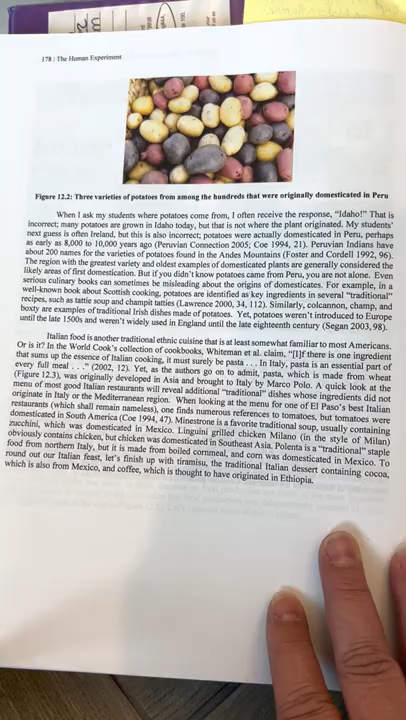 178 | The Human Experiment
Figure 12.2: Three varieties of potatoes from among the hundreds that were originally domesticated in Peru
When I ask my students where potatoes come from, I often receive the response, “Idaho!” That is
incorrect; many potatoes are grown in Idaho today, but that is not where the plant originated. My students’
next guess is often Ireland, but this is also incorrect; potatoes were actually domesticated in Peru, perhaps
as early as 8,000 to 10,000 years ago (Peruvian Connection 2005; Coe 1994, 21). Peruvian Indians have
about 200 names for the varieties of potatoes found in the Andes Mountains (Foster and Cordell 1992, 96).
The region with the greatest variety and oldest examples of domesticated plants are generally considered the
likely areas of first domestication. But if you didn’t know potatoes came from Peru, you are not alone. Even
serious culinary books can sometimes be misleading about the origins of domesticates. For example, in a
well-known book about Scottish cooking, potatoes are identified as key ingredients in several “traditional”
recipes, such as tattie soup and champit tatties (Lawrence 2000, 34, 112). Similarly, colcannon, champ, and
boxty are examples of traditional Irish dishes made of potatoes. Yet, potatoes weren’t introduced to Europe
until the late 1500s and weren’t widely used in England until the late eighteenth century (Segan 2003, 98).
Italian food is another traditional ethnic cuisine that is at least somewhat familiar to most Americans.
Or is it? In the World Cook’s collection of cookbooks, Whiteman et al. claim, “[I]f there is one ingredient
that sums up the essence of Italian cooking, it must surely be pasta . . . In Italy, pasta is an essential part of
every full meal . . .” (2002, 12). Yet, as the authors go on to admit, pasta, which is made from wheat
(Figure 12.3), was originally developed in Asia and brought to Italy by Marco Polo. A quick look at the
menu of most good Italian restaurants will reveal additional “traditional” dishes whose ingredients did not
originate in Italy or the Mediterranean region. When looking at the menu for one of El Paso’s best Italian
restaurants (which shall remain nameless), one finds numerous references to tomatoes, but tomatoes were
domesticated in South America (Coe 1994, 47). Minestrone is a favorite traditional soup, usually containing
zucchini, which was domesticated in Mexico. Linguini grilled chicken Milano (in the style of Milan)
obviously contains chicken, but chicken was domesticated in Southeast Asia. Polenta is a “traditional” staple
food from northern Italy, but it is made from boiled cornmeal, and corn was domesticated in Mexico. To
round out our Italian feast, let’s finish up with tiramisu, the traditional Italian dessert containing cocoa,
which is also from Mexico, and coffee, which is thought to have originated in Ethiopia.